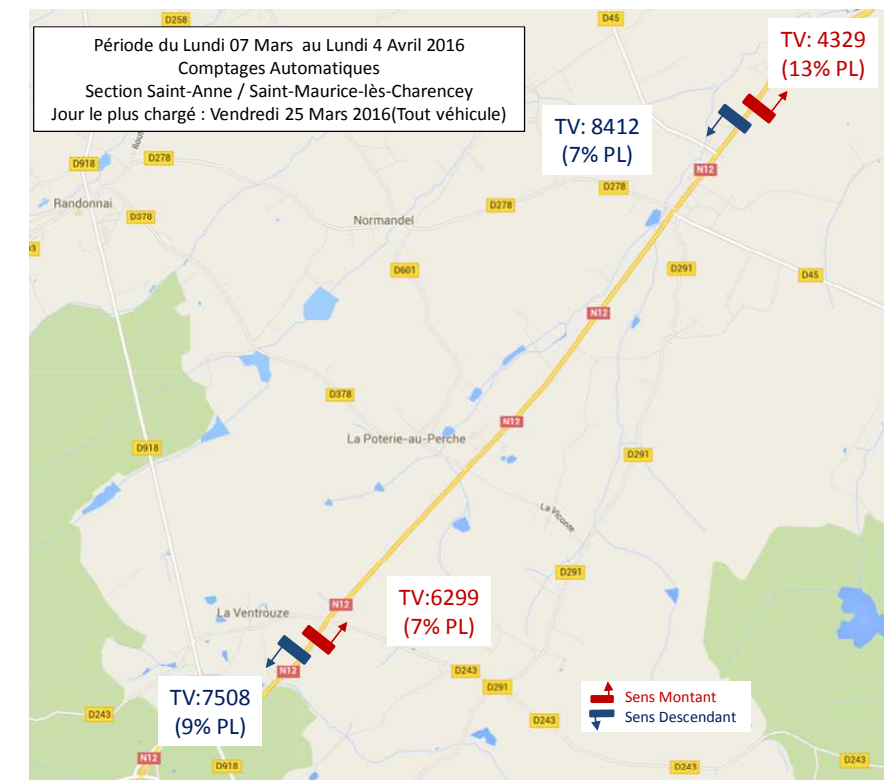 D258
D45
Période du Lundi 07 Mars au Lundi 4 Avril 2016
Comptages Automatiques
Section Saint-Anne / Saint-Maurice-lès-Charencey
Jour le plus chargé : Vendredi 25 Mars 2016(Tout véhicule)
TV: 4329
(13% PL)
TV: 8412
(7% PL)
Rout
D918
D278
N12
D278
Randonnai
D370
Normandel
D278
D601
D291
D45
N12
D378
N12
La Poterie-au-Perche
D918
D291
La Viconte
D291
TV:6299
(7% PL)
La Ventrouze
N12
N12
D243
D291
TV:7508
(9% PL)
Sens Montant
Sens Descendant
D243
D243
N12
D918
D243